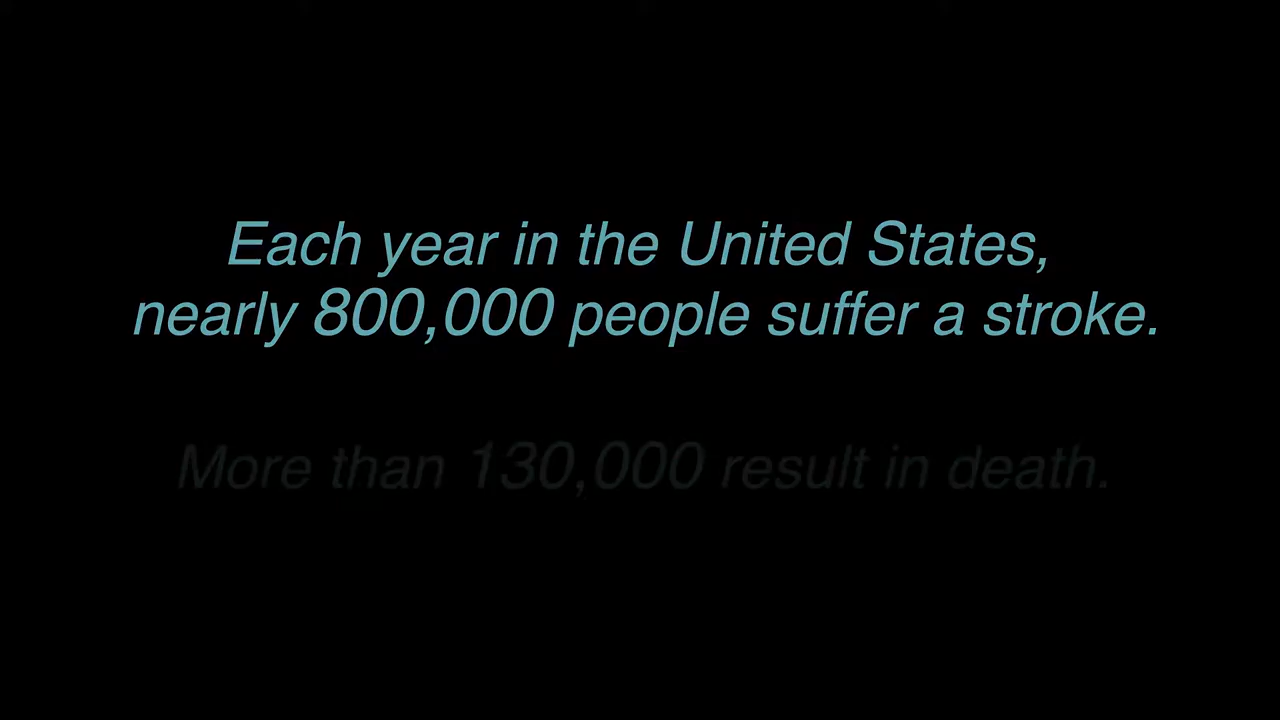 Each year in the United States,
nearly 800,000 people suffer a stroke.
More than 130,000 result in death.